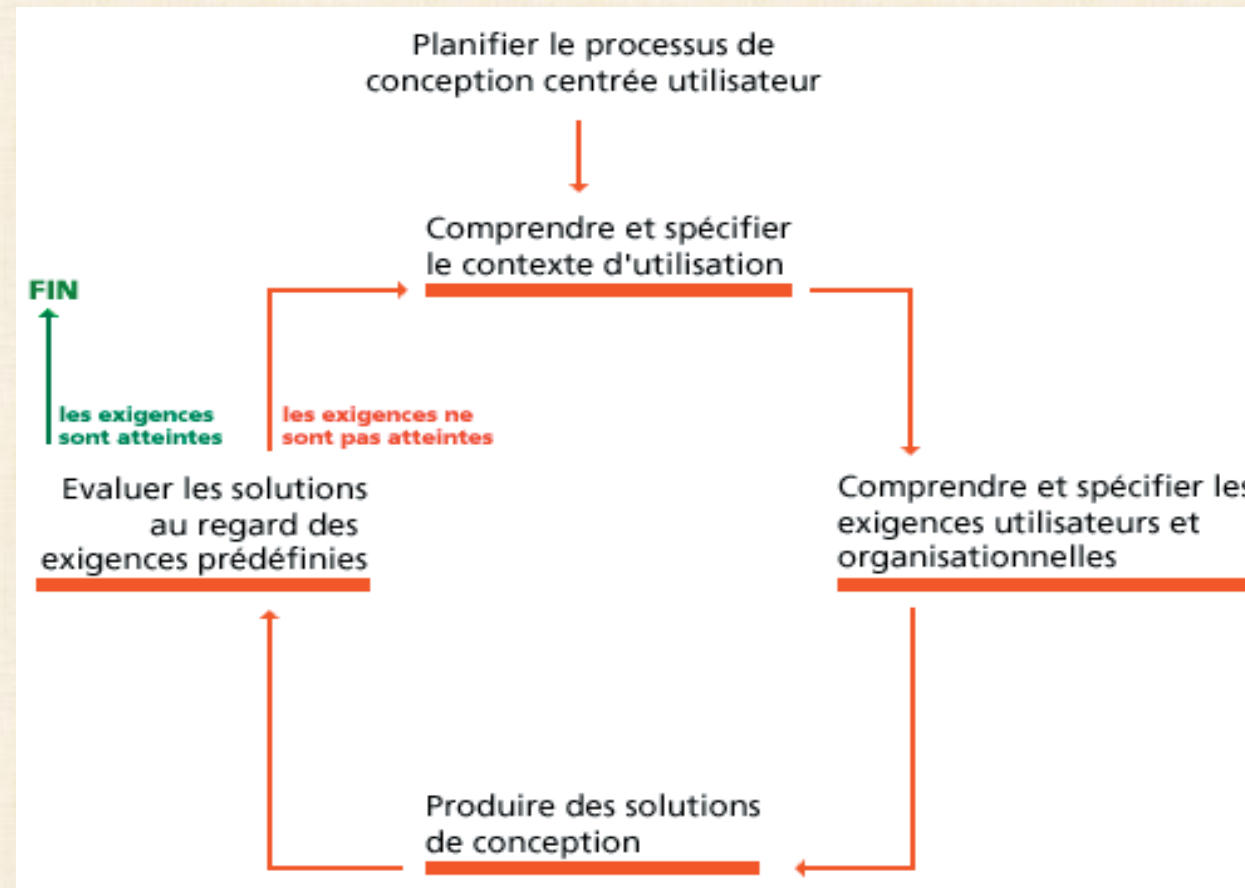 Planifier le processus de
conception centrée utilisateur
Comprendre et spécifier
le contexte d'utilisation
FIN
les exigences
sont atteintes
les exigences ne
sont pas atteintes
Evaluer les solutions
au regard des
exigences prédéfinies
Comprendre et spécifier les
exigences utilisateurs et
organisationnelles
Produire des solutions
de conception